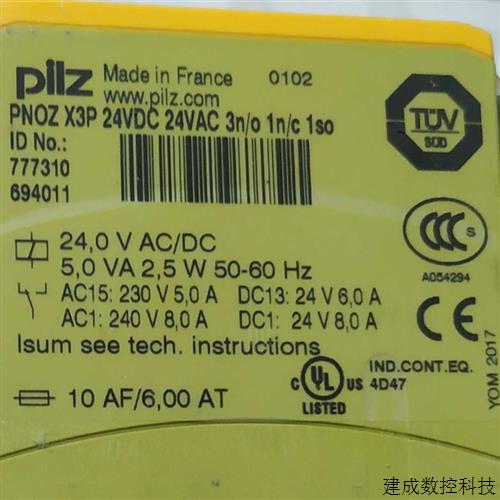 pilz Made in France 0102
www.pilz.com
PNOZ X3P 24VDC 24VAC 3n/o 1n/c 1so
ID No.:
777310
694011
TÜV
SÜD
24,0 V AC/DC
5,0 VA 2,5 W 50-60 Hz
CCC
A054294
AC15: 230 V 5,0 A DC13: 24 V 6,0 A
AC1: 240 V 8,0 A DC1: 24 V 8,0 A
CE
Isum see tech. instructions
YOM 2017
C UL US
LISTED
IND.CONT.EQ.
4D47
10 AF/6,00 AT
建成数控科技